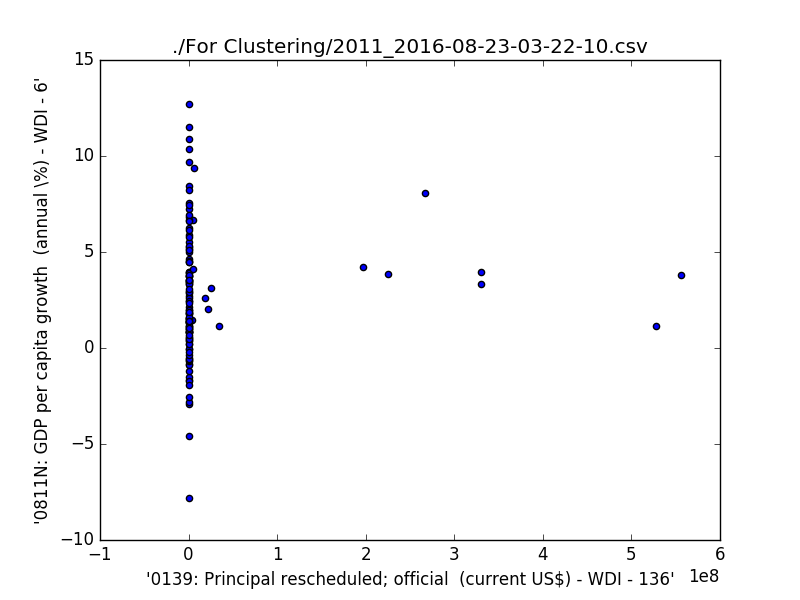 ./For Clustering/2011_2016-08-23-03-22-10.csv
15
10
5
0
−5
−10
'0811N: GDP per capita growth  (annual \%) - WDI - 6'
−1 0 1 2 3 4 5 6
1e8
'0139: Principal rescheduled; official  (current US$) - WDI - 136'